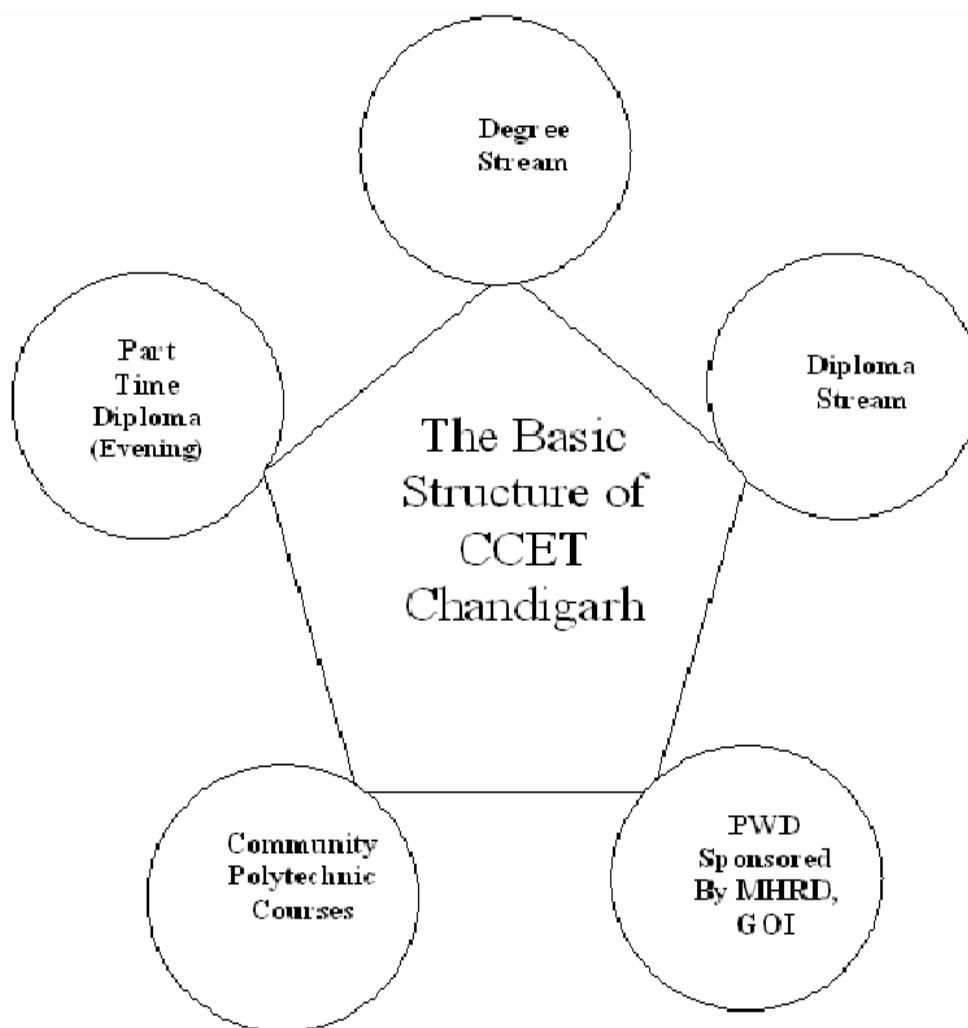 Degree
Stream
Part
Time
Diploma
(Evening)
Diploma
Stream
The Basic
Structure of
CCET
Chandigarh
Community
Polytechnic
Courses
PWD
Sponsored
By MHRD,
GOI